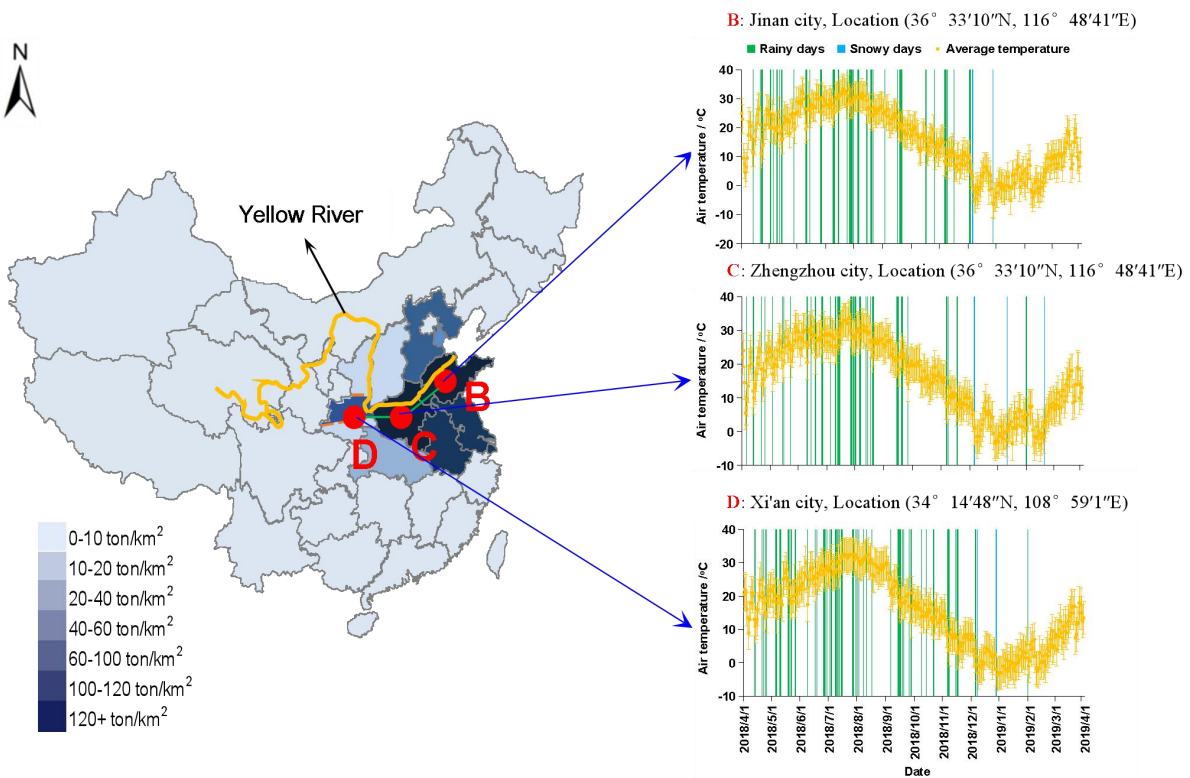 N
Yellow River
B
C
D
0-10 ton/km²
10-20 ton/km²
20-40 ton/km²
40-60 ton/km²
60-100 ton/km²
100-120 ton/km²
120+ ton/km²
B: Jinan city, Location (36° 33′10″N, 116° 48′41″E)
Rainy days Snowy days Average temperature
Air temperature / °C
40
30
20
10
0
-10
-20
C: Zhengzhou city, Location (36° 33′10″N, 116° 48′41″E)
Air temperature / °C
40
30
20
10
0
-10
D: Xi'an city, Location (34° 14′48″N, 108° 59′1″E)
Air temperature /°C
40
30
20
10
0
-10
2018/4/1
2018/5/1
2018/6/1
2018/7/1
2018/8/1
2018/9/1
2018/10/1
2018/11/1
2018/12/1
2019/1/1
2019/2/1
2019/3/1
2019/4/1
Date